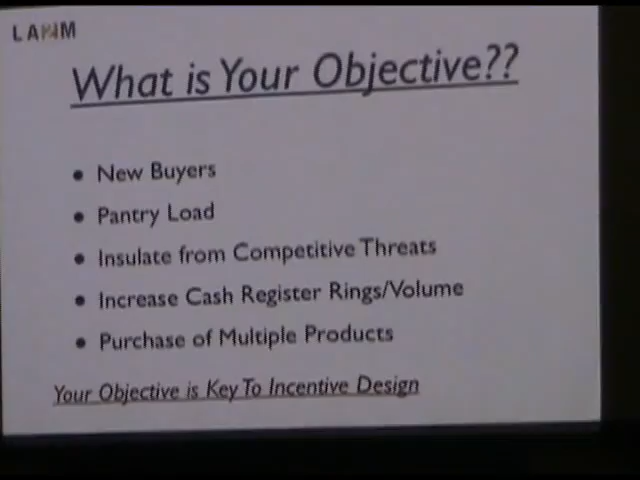 What is Your Objective??
• New Buyers
• Pantry Load
• Insulate from Competitive Threats
• Increase Cash Register Rings/Volume
• Purchase of Multiple Products
Your Objective is Key To Incentive Design